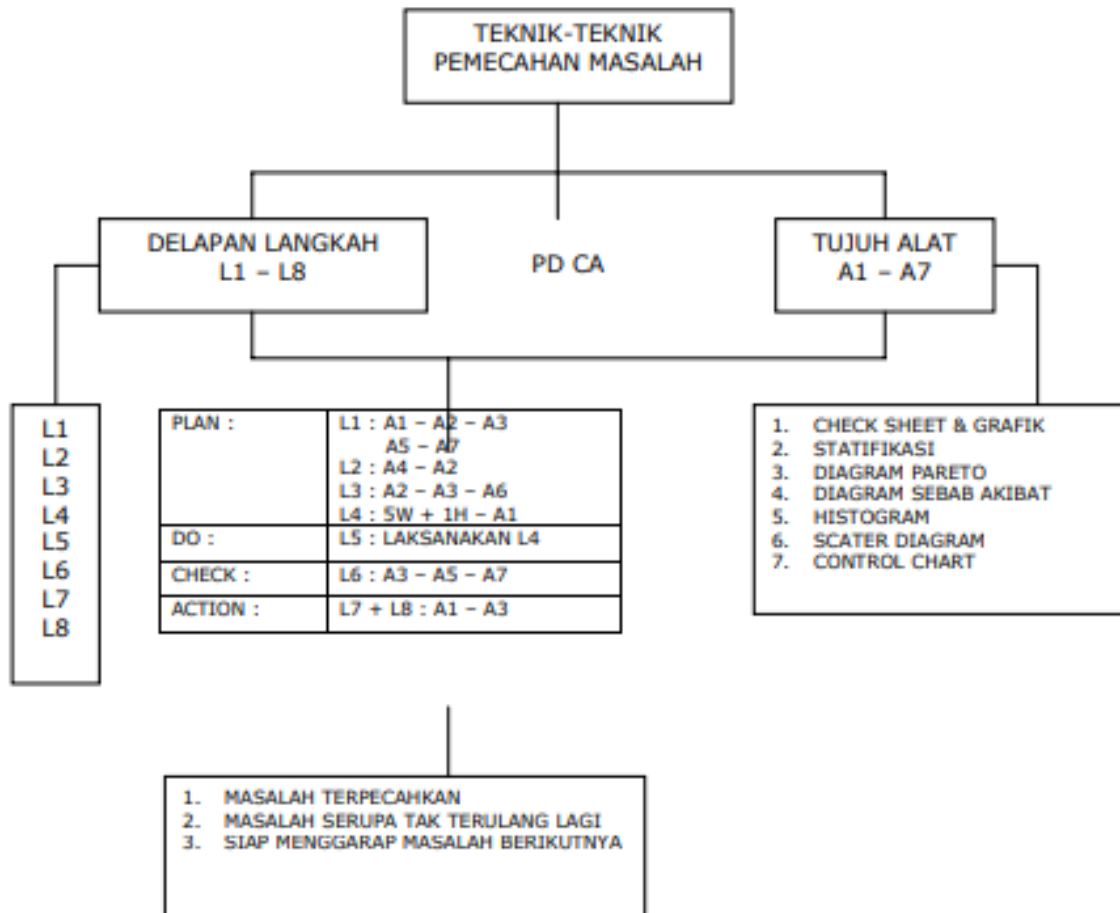 TEKNIK-TEKNIK
PEMECAHAN MASALAH
DELAPAN LANGKAH
L1 – L8
PD CA
TUJUH ALAT
A1 – A7
L1
L2
L3
L4
L5
L6
L7
L8
PLAN :
L1 : A1 – A2 – A3
A5 – A7
L2 : A4 – A2
L3 : A2 – A3 – A6
L4 : 5W + 1H – A1
DO :
L5 : LAKSANAKAN L4
CHECK :
L6 : A3 – A5 – A7
ACTION :
L7 + L8 : A1 – A3
1. CHECK SHEET & GRAFIK
2. STATIFIKASI
3. DIAGRAM PARETO
4. DIAGRAM SEBAB AKIBAT
5. HISTOGRAM
6. SCATER DIAGRAM
7. CONTROL CHART
1. MASALAH TERPECAHKAN
2. MASALAH SERUPA TAK TERULANG LAGI
3. SIAP MENGGARAP MASALAH BERIKUTNYA